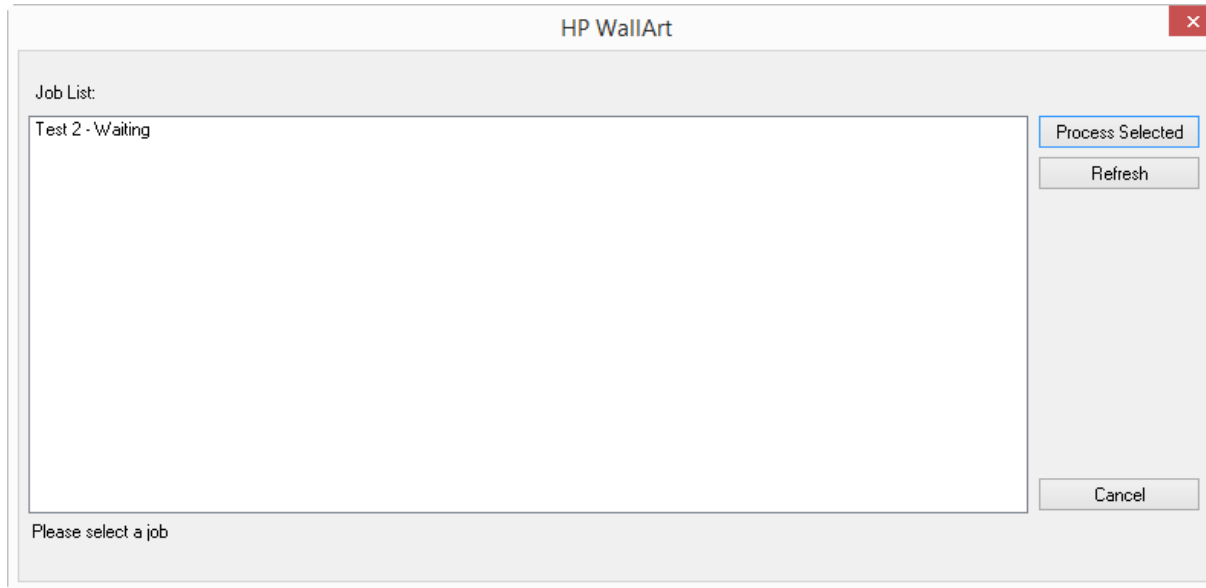 HP WallArt
Job List:
Test 2 - Waiting
Process Selected
Refresh
Cancel
Please select a job